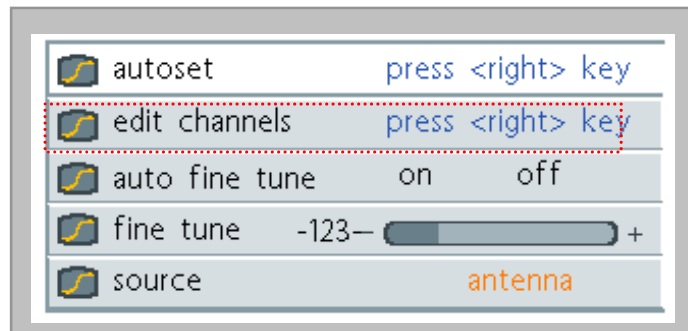 autoset press <right> key
edit channels press <right> key
auto fine tune on off
fine tune -123– +
source antenna